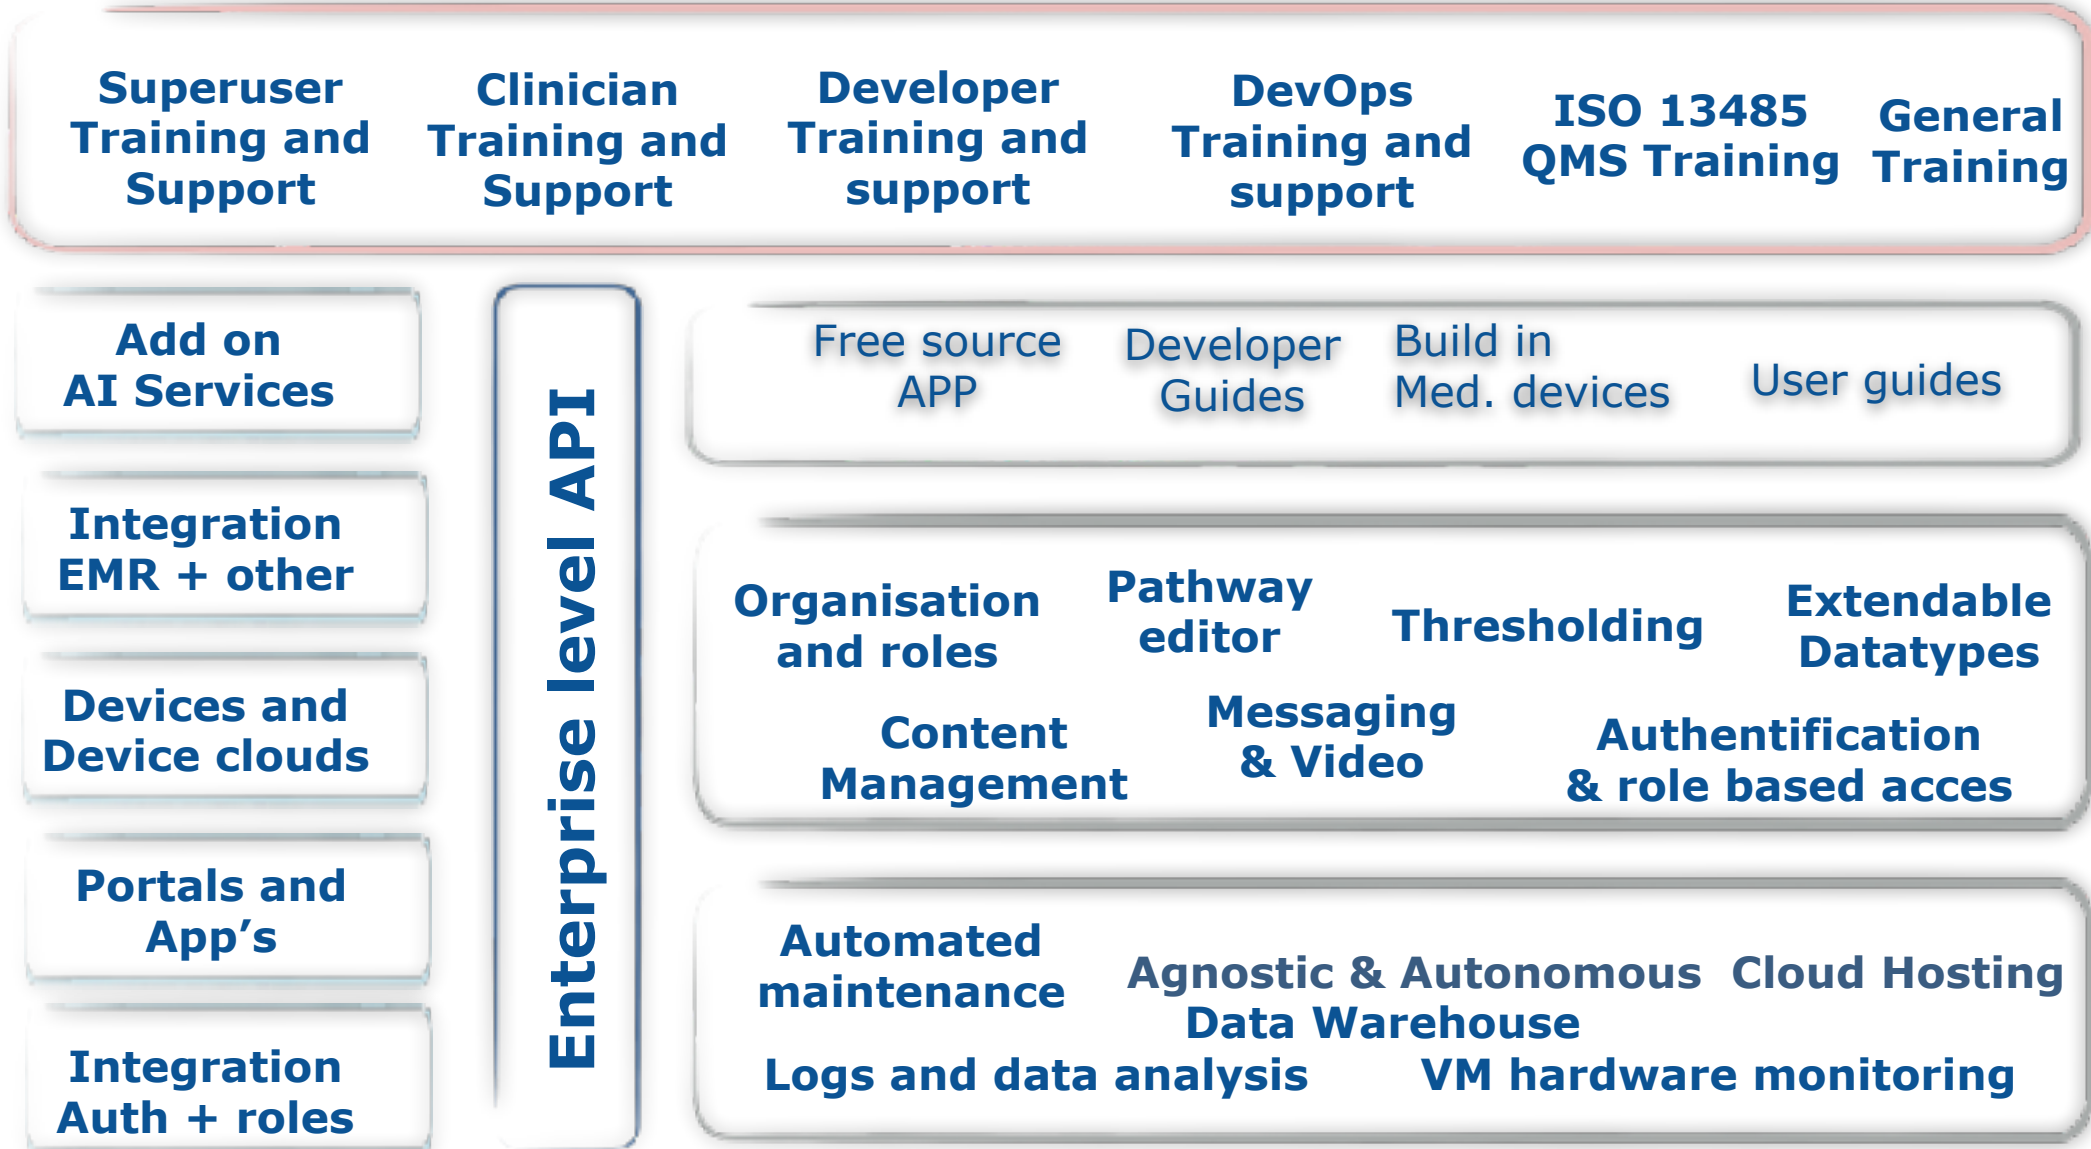 Superuser
Training and
Support
Clinician
Training and
Support
Developer
Training and
support
DevOps
Training and
support
ISO 13485
QMS Training
General
Training
Add on
AI Services
Integration
EMR + other
Devices and
Device clouds
Portals and
App’s
Integration
Auth + roles
Enterprise level API
Free source
APP
Developer
Guides
Build in
Med. devices
User guides
Organisation
and roles
Pathway
editor
Thresholding
Extendable
Datatypes
Content
Management
Messaging
& Video
Authentification
& role based acces
Automated
maintenance
Agnostic & Autonomous Cloud Hosting
Data Warehouse
Logs and data analysis
VM hardware monitoring